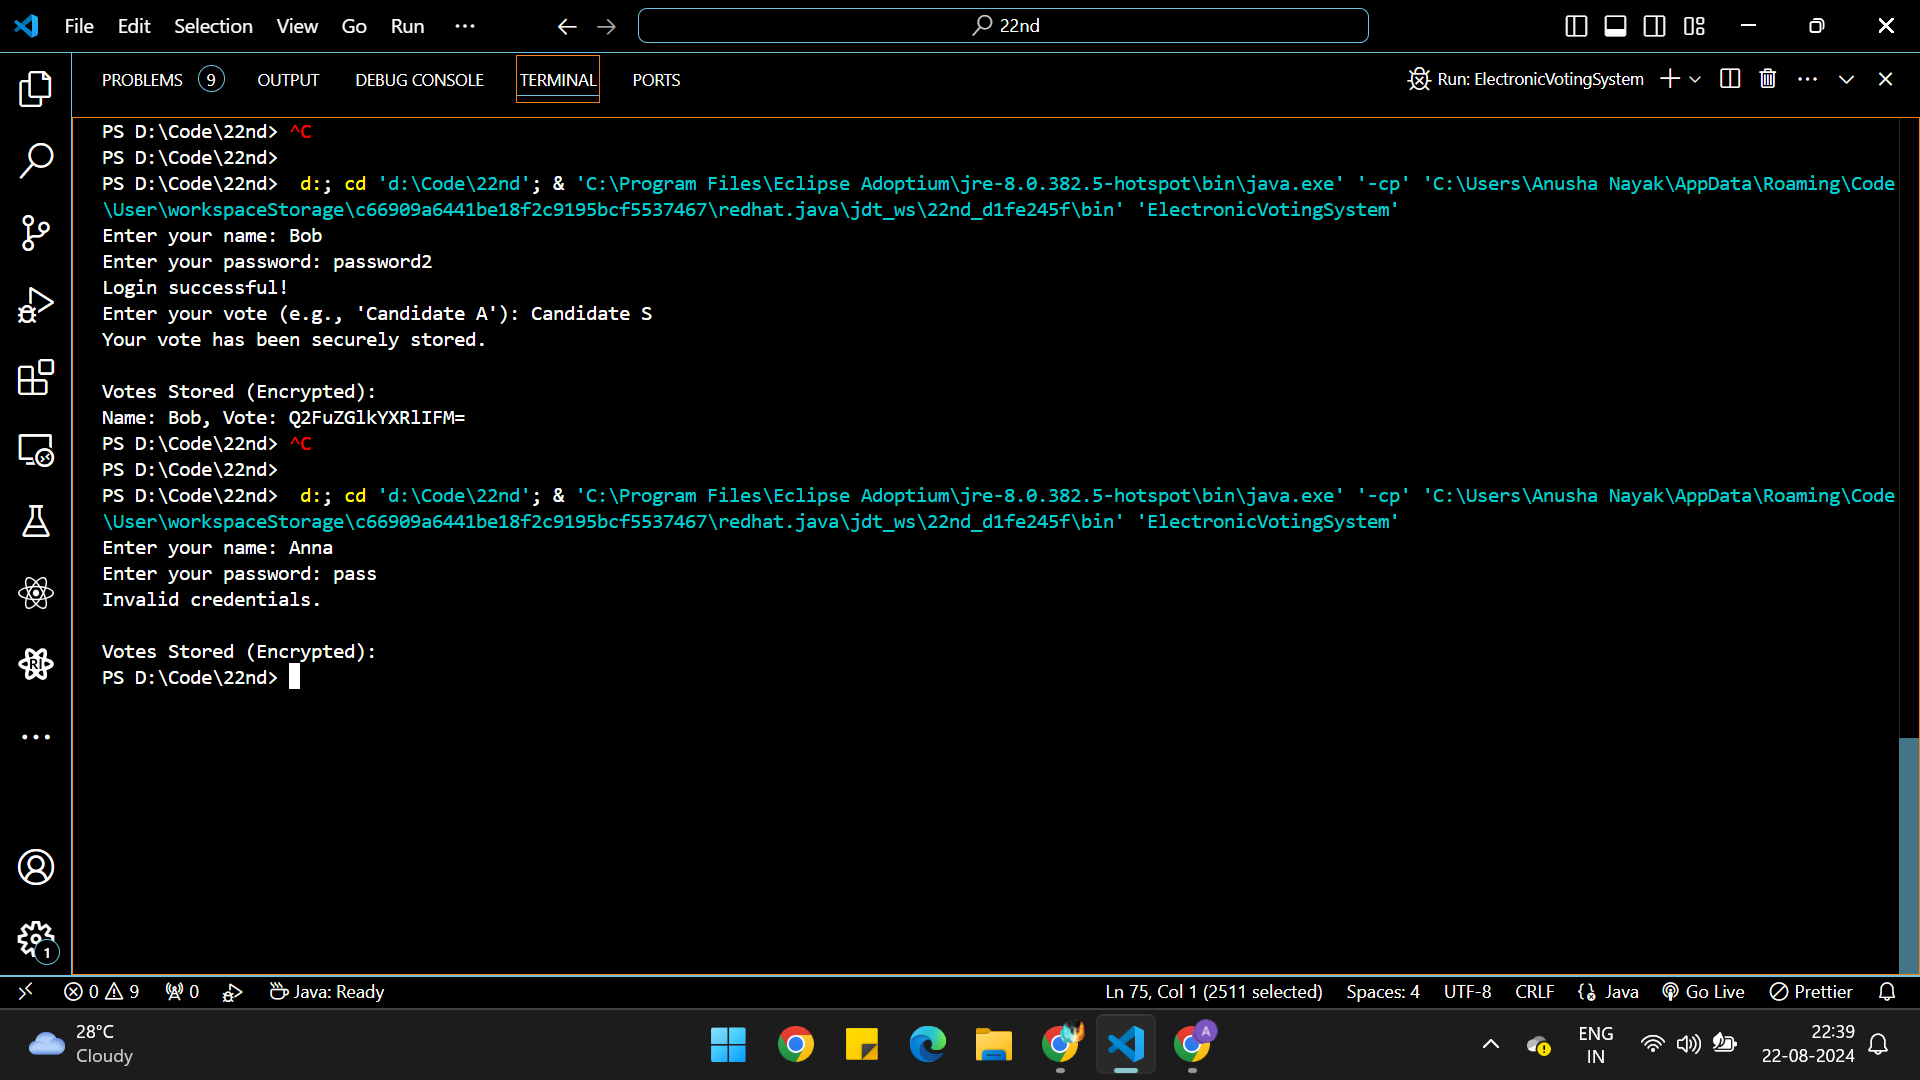 File Edit Selection View Go Run ··· 22nd
PROBLEMS 9 OUTPUT DEBUG CONSOLE TERMINAL PORTS Run: ElectronicVotingSystem
PS D:\Code\22nd> ^C
PS D:\Code\22nd>
PS D:\Code\22nd>  d:; cd 'd:\Code\22nd'; & 'C:\Program Files\Eclipse Adoptium\jre-8.0.382.5-hotspot\bin\java.exe' '-cp' 'C:\Users\Anusha Nayak\AppData\Roaming\Code
\User\workspaceStorage\c66909a6441be18f2c9195bcf5537467\redhat.java\jdt_ws\22nd_d1fe245f\bin' 'ElectronicVotingSystem'
Enter your name: Bob
Enter your password: password2
Login successful!
Enter your vote (e.g., 'Candidate A'): Candidate S
Your vote has been securely stored.
Votes Stored (Encrypted):
Name: Bob, Vote: Q2FuZGlkYXRlIFM=
PS D:\Code\22nd> ^C
PS D:\Code\22nd>
PS D:\Code\22nd>  d:; cd 'd:\Code\22nd'; & 'C:\Program Files\Eclipse Adoptium\jre-8.0.382.5-hotspot\bin\java.exe' '-cp' 'C:\Users\Anusha Nayak\AppData\Roaming\Code
\User\workspaceStorage\c66909a6441be18f2c9195bcf5537467\redhat.java\jdt_ws\22nd_d1fe245f\bin' 'ElectronicVotingSystem'
Enter your name: Anna
Enter your password: pass
Invalid credentials.
Votes Stored (Encrypted):
PS D:\Code\22nd>
RI
1
0 9 0 Java: Ready Ln 75, Col 1 (2511 selected) Spaces: 4 UTF-8 CRLF Java Go Live Prettier
28°C
Cloudy
A
ENG
IN
22:39
22-08-2024